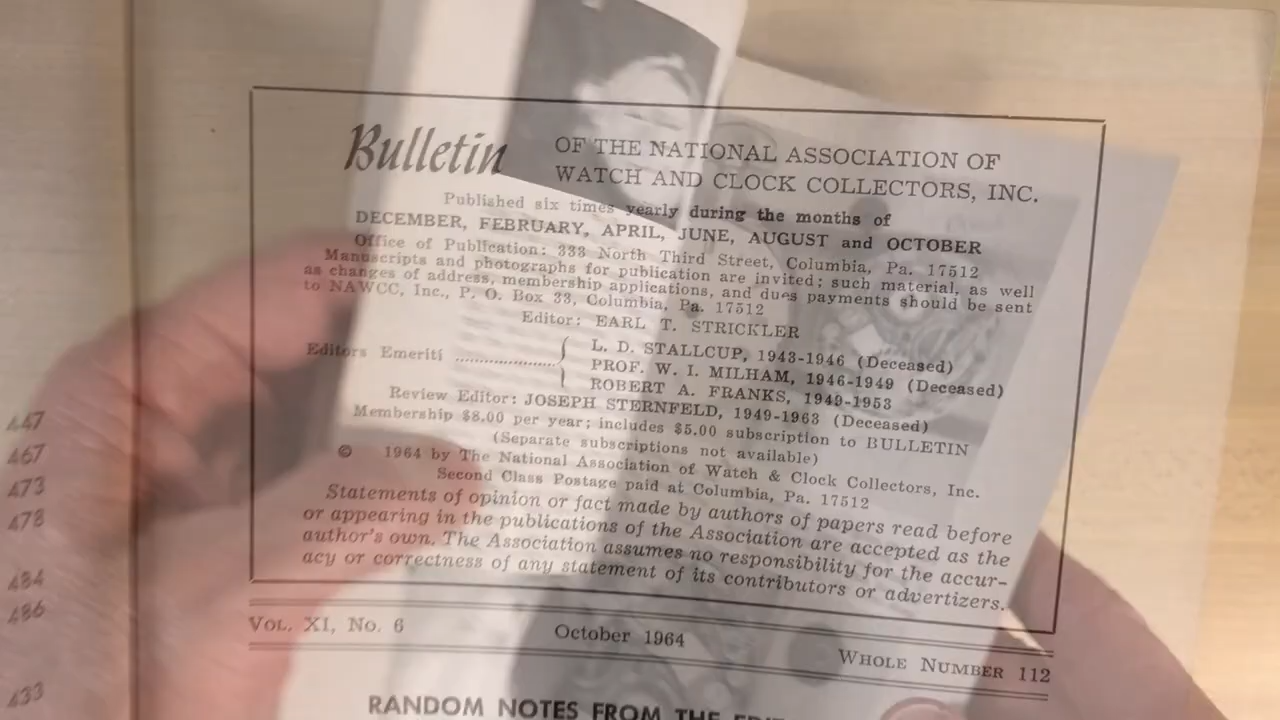 Bulletin
OF THE NATIONAL ASSOCIATION OF
WATCH AND CLOCK COLLECTORS, INC.
Published six times yearly during the months of
DECEMBER, FEBRUARY, APRIL, JUNE, AUGUST and OCTOBER
Office of Publication: 333 North Third Street, Columbia, Pa. 17512
Manuscripts and photographs for publication are invited; such material, as well
as changes of address, membership applications, and dues payments should be sent
to NAWCC, Inc., P. O. Box 33, Columbia, Pa. 17512
Editor: EARL T. STRICKLER
Editors Emeriti ..................
L. D. STALLCUP, 1943-1946 (Deceased)
PROF. W. I. MILHAM, 1946-1949 (Deceased)
ROBERT A. FRANKS, 1949-1953
Review Editor: JOSEPH STERNFELD, 1949-1963 (Deceased)
Membership $8.00 per year; includes $5.00 subscription to BULLETIN
(Separate subscriptions not available)
© 1964 by The National Association of Watch & Clock Collectors, Inc.
Second Class Postage paid at Columbia, Pa. 17512
Statements of opinion or fact made by authors of papers read before
or appearing in the publications of the Association are accepted as the
author's own. The Association assumes no responsibility for the accur-
acy or correctness of any statement of its contributors or advertizers.
VOL. XI, No. 6
October 1964
WHOLE NUMBER 112
RANDOM NOTES FROM THE
447
467
473
478
484
486
433